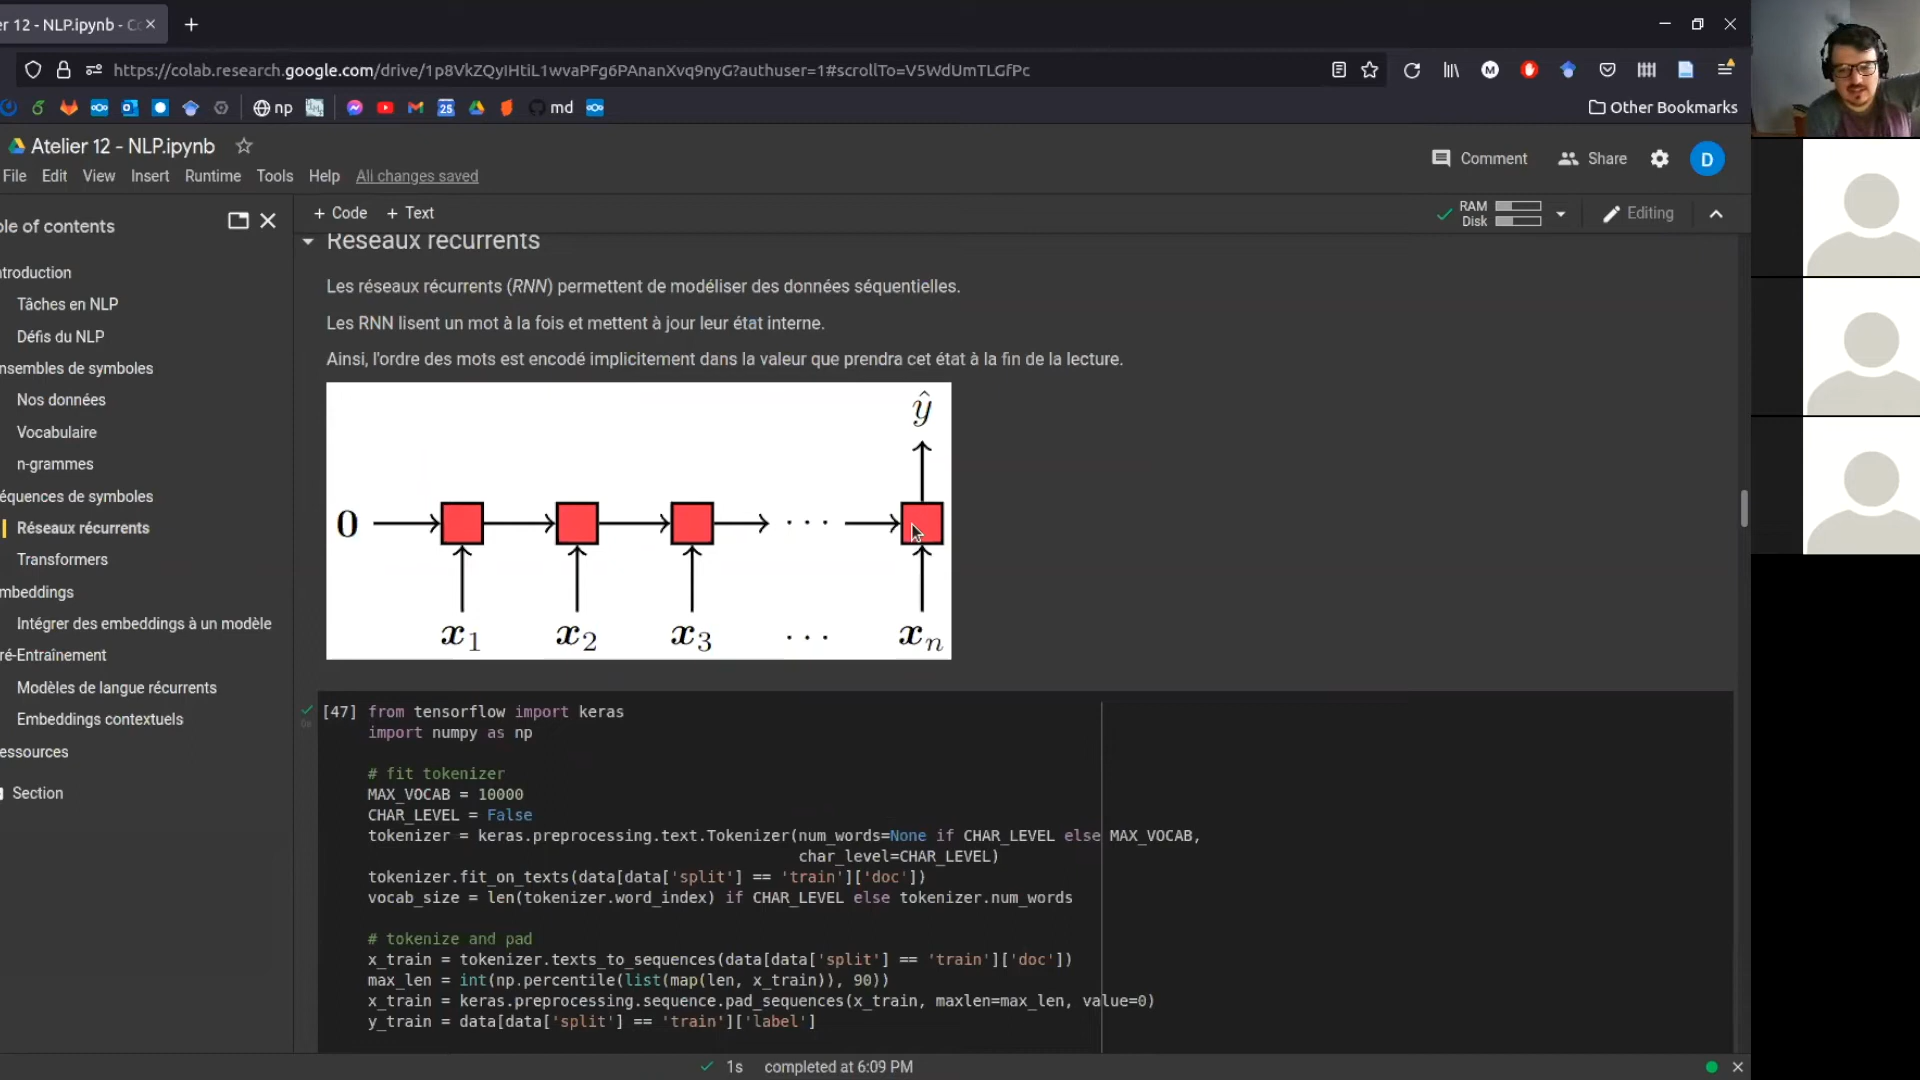 er 12 - NLP.ipynb - Co
https://colab.research.google.com/drive/1p8VkZQyIHtiL1wvaPFg6PAnanXvq9nyG?authuser=1#scrollTo=V5WdUmTLGfPc
np
25
md
Other Bookmarks
Atelier 12 - NLP.ipynb
Comment
Share
D
File Edit View Insert Runtime Tools Help All changes saved
+ Code + Text
RAM
Disk
Editing
ble of contents
ntroduction
Tâches en NLP
Défis du NLP
nsembles de symboles
Nos données
Vocabulaire
n-grammes
équences de symboles
Réseaux récurrents
Transformers
mbeddings
Intégrer des embeddings à un modèle
ré-Entraînement
Modèles de langue récurrents
Embeddings contextuels
essources
Section
Réseaux récurrents
Les réseaux récurrents (RNN) permettent de modéliser des données séquentielles.
Les RNN lisent un mot à la fois et mettent à jour leur état interne.
Ainsi, l'ordre des mots est encodé implicitement dans la valeur que prendra cet état à la fin de la lecture.
ŷ
0 ···
x1 x2 x3 ··· xn
[47] from tensorflow import keras
import numpy as np
# fit tokenizer
MAX_VOCAB = 10000
CHAR_LEVEL = False
tokenizer = keras.preprocessing.text.Tokenizer(num_words=None if CHAR_LEVEL else MAX_VOCAB,
char_level=CHAR_LEVEL)
tokenizer.fit_on_texts(data[data['split'] == 'train']['doc'])
vocab_size = len(tokenizer.word_index) if CHAR_LEVEL else tokenizer.num_words
# tokenize and pad
x_train = tokenizer.texts_to_sequences(data[data['split'] == 'train']['doc'])
max_len = int(np.percentile(list(map(len, x_train)), 90))
x_train = keras.preprocessing.sequence.pad_sequences(x_train, maxlen=max_len, value=0)
y_train = data[data['split'] == 'train']['label']
1s completed at 6:09 PM